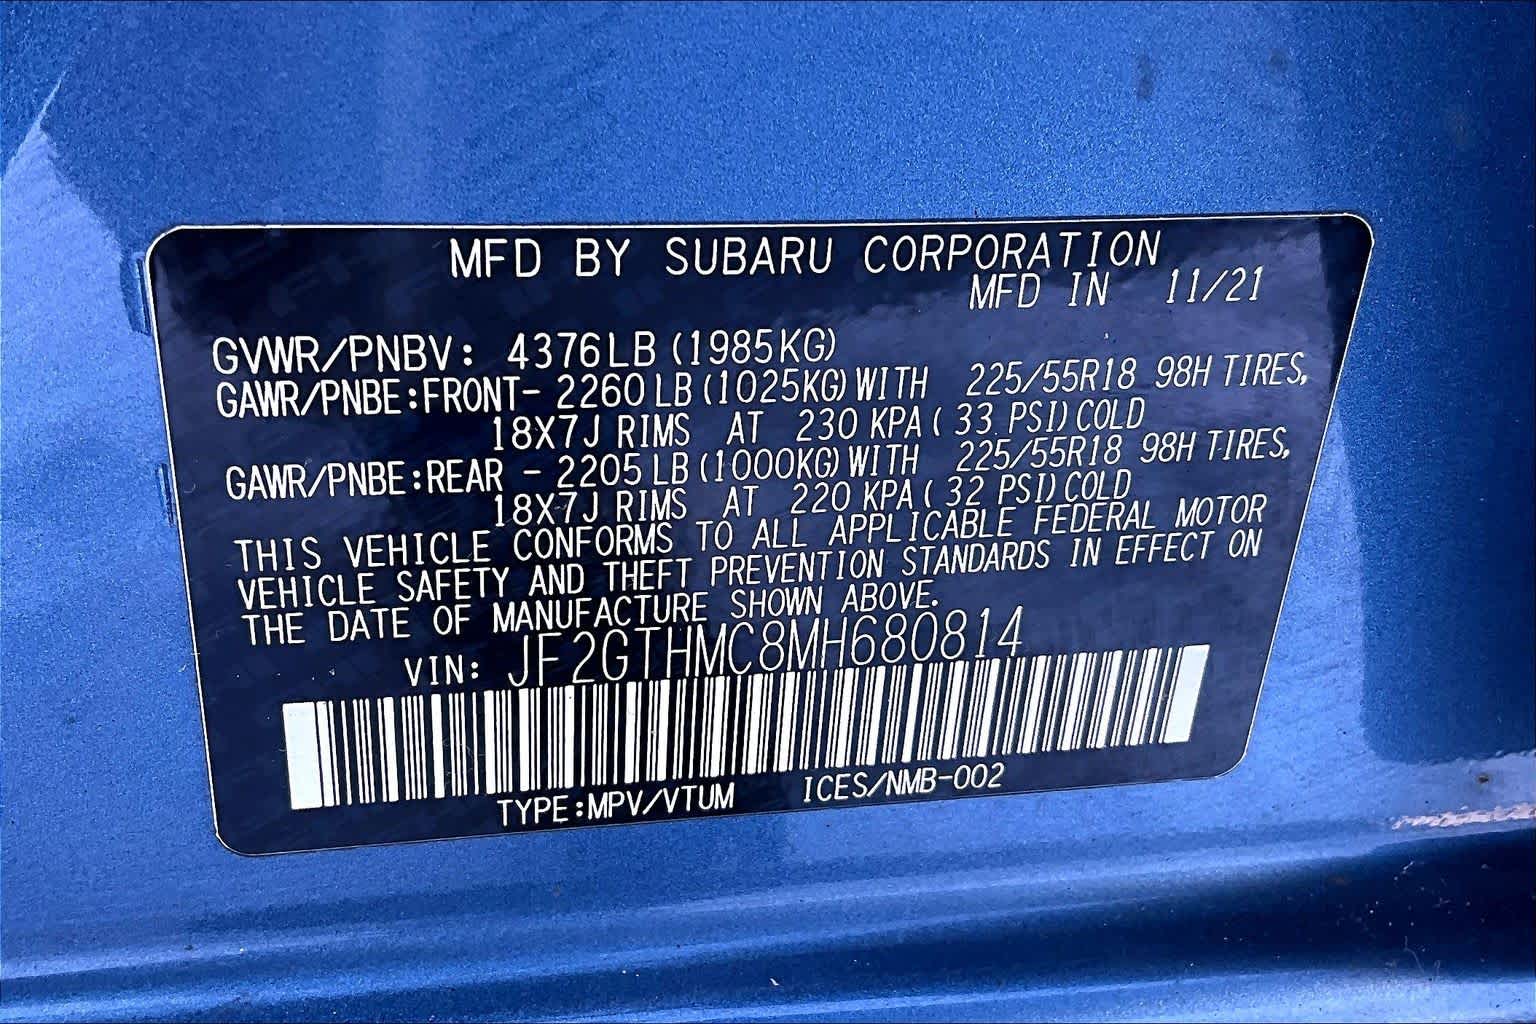 MFD BY SUBARU CORPORATION
MFD IN 11/21
GVWR/PNBV: 4376LB (1985KG)
GAWR/PNBE:FRONT- 2260LB (1025KG) WITH 225/55R18 98H TIRES,
18X7J RIMS AT 230 KPA ( 33 PSI) COLD
GAWR/PNBE:REAR - 2205LB (1000KG) WITH 225/55R18 98H TIRES,
18X7J RIMS AT 220 KPA ( 32 PSI) COLD
THIS VEHICLE CONFORMS TO ALL APPLICABLE FEDERAL MOTOR
VEHICLE SAFETY AND THEFT PREVENTION STANDARDS IN EFFECT ON
THE DATE OF MANUFACTURE SHOWN ABOVE.
VIN: JF2GTHMC8MH680814
TYPE:MPV/VTUM ICES/NMB-002